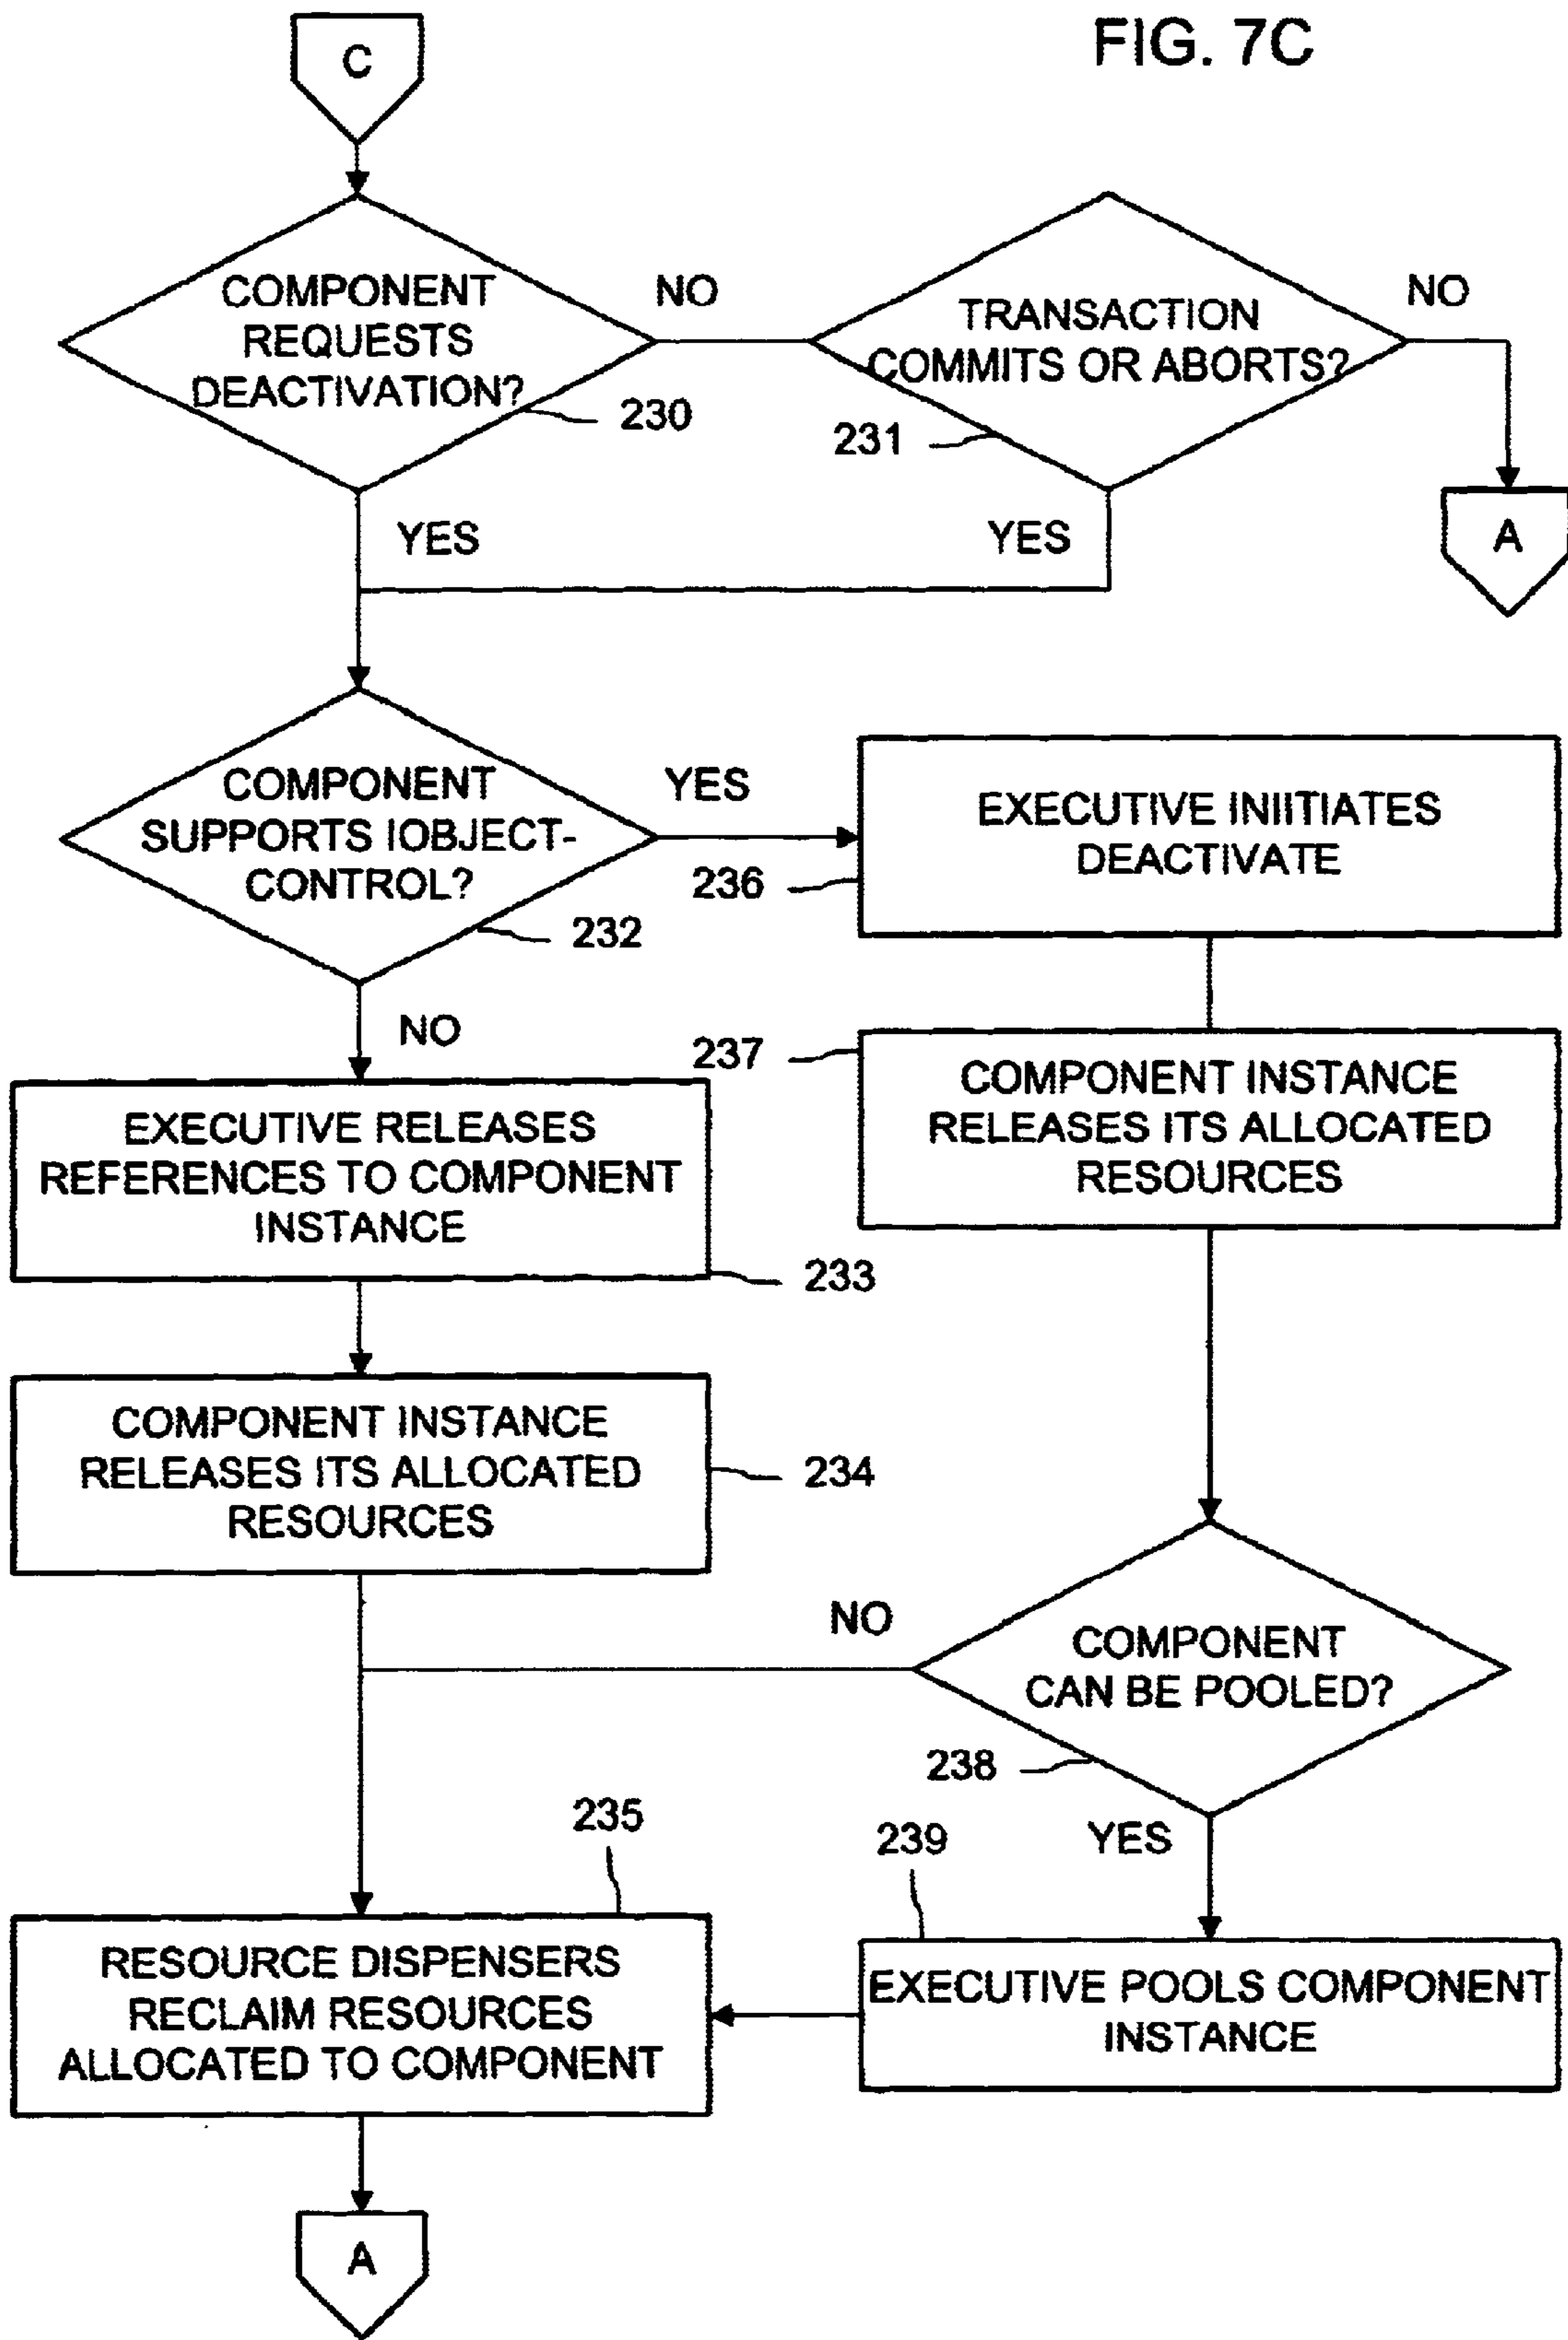 FIG. 7C
C
COMPONENT
REQUESTS
DEACTIVATION?
230
NO
TRANSACTION
COMMITS OR ABORTS?
231
NO
YES
YES
A
COMPONENT
SUPPORTS IOBJECT-
CONTROL?
232
YES
EXECUTIVE INIITIATES
DEACTIVATE
236
NO
237
COMPONENT INSTANCE
RELEASES ITS ALLOCATED
RESOURCES
EXECUTIVE RELEASES
REFERENCES TO COMPONENT
INSTANCE
233
COMPONENT INSTANCE
RELEASES ITS ALLOCATED
RESOURCES
234
NO
COMPONENT
CAN BE POOLED?
238
YES
235
239
RESOURCE DISPENSERS
RECLAIM RESOURCES
ALLOCATED TO COMPONENT
EXECUTIVE POOLS COMPONENT
INSTANCE
A